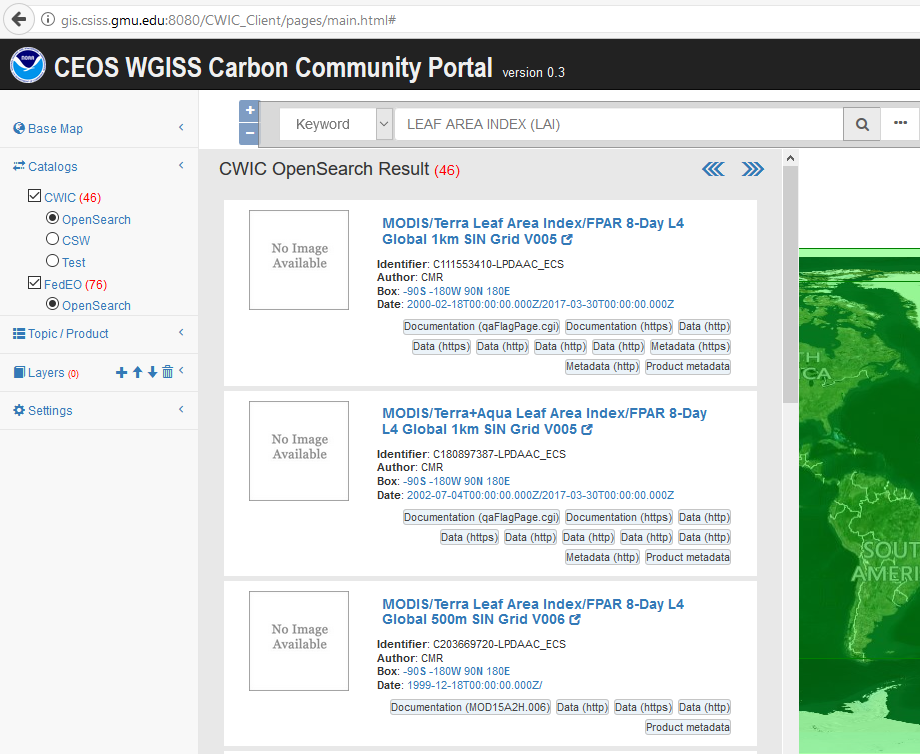 gis.csiss.gmu.edu:8080/CWIC_Client/pages/main.html#
NOAA
CEOS WGISS Carbon Community Portal version 0.3
Base Map
Catalogs
CWIC (46)
OpenSearch
CSW
Test
FedEO (76)
OpenSearch
Topic / Product
Layers (0)
Settings
+
−
Keyword
LEAF AREA INDEX (LAI)
CWIC OpenSearch Result (46)
No Image
Available
MODIS/Terra Leaf Area Index/FPAR 8-Day L4
Global 1km SIN Grid V005
Identifier: C111553410-LPDAAC_ECS
Author: CMR
Box: -90S -180W 90N 180E
Date: 2000-02-18T00:00:00.000Z/2017-03-30T00:00:00.000Z
Documentation (qaFlagPage.cgi) Documentation (https) Data (http)
Data (https) Data (http) Data (http) Data (http) Metadata (https)
Metadata (http) Product metadata
No Image
Available
MODIS/Terra+Aqua Leaf Area Index/FPAR 8-Day
L4 Global 1km SIN Grid V005
Identifier: C180897387-LPDAAC_ECS
Author: CMR
Box: -90S -180W 90N 180E
Date: 2002-07-04T00:00:00.000Z/2017-03-30T00:00:00.000Z
Documentation (qaFlagPage.cgi) Documentation (https) Data (http)
Data (https) Data (http) Data (http) Data (http) Data (http)
Metadata (http) Product metadata
No Image
Available
MODIS/Terra Leaf Area Index/FPAR 8-Day L4
Global 500m SIN Grid V006
Identifier: C203669720-LPDAAC_ECS
Author: CMR
Box: -90S -180W 90N 180E
Date: 1999-12-18T00:00:00.000Z/
Documentation (MOD15A2H.006) Data (http) Data (https) Data (http)
Product metadata
TH
ICA
SOUT
AMERI